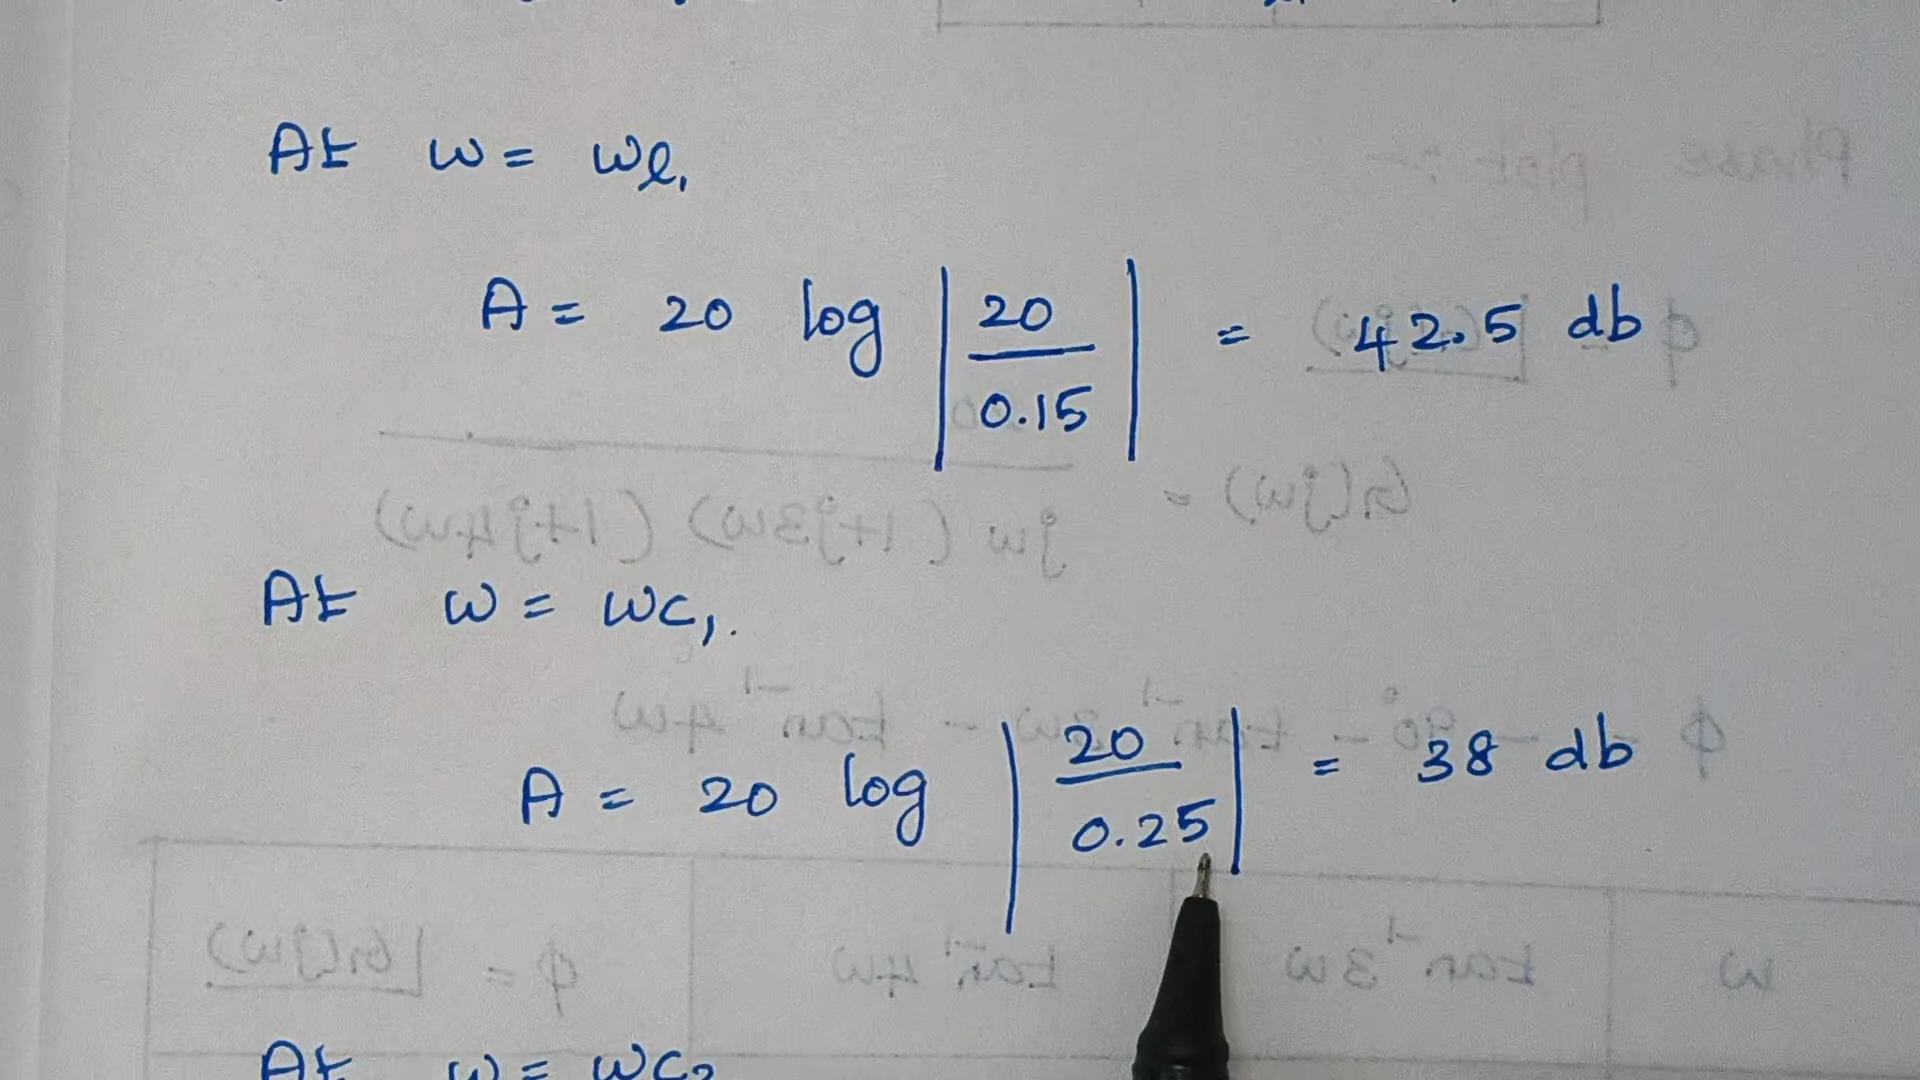 At ω = ωl,
A = 20 log |20/0.15| = 42.5 db
At ω = ωc1.
A = 20 log |20/0.25| = 38 db
At ω = ωc2